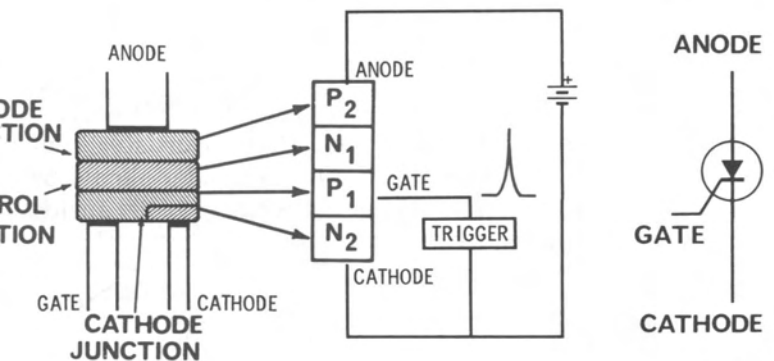 ANODE
ANODE
ANODE
P2
N1
P1
N2
GATE
TRIGGER
CATHODE
GATE
CATHODE
CATHODE
JUNCTION
GATE
CATHODE
+